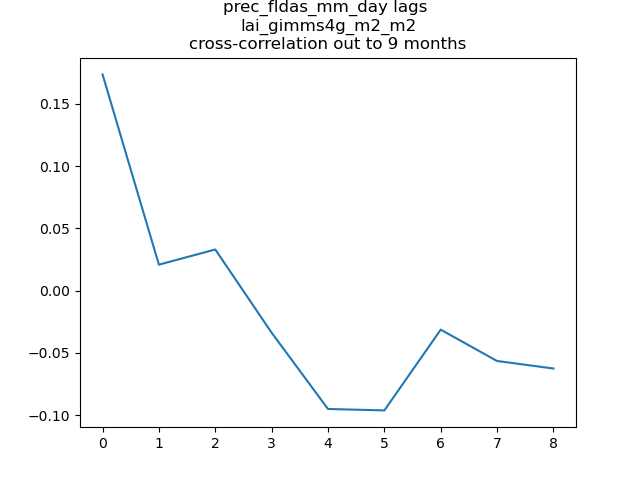 prec_fldas_mm_day lags
lai_gimms4g_m2_m2
cross-correlation out to 9 months
0.15
0.10
0.05
0.00
−0.05
−0.10
0 1 2 3 4 5 6 7 8